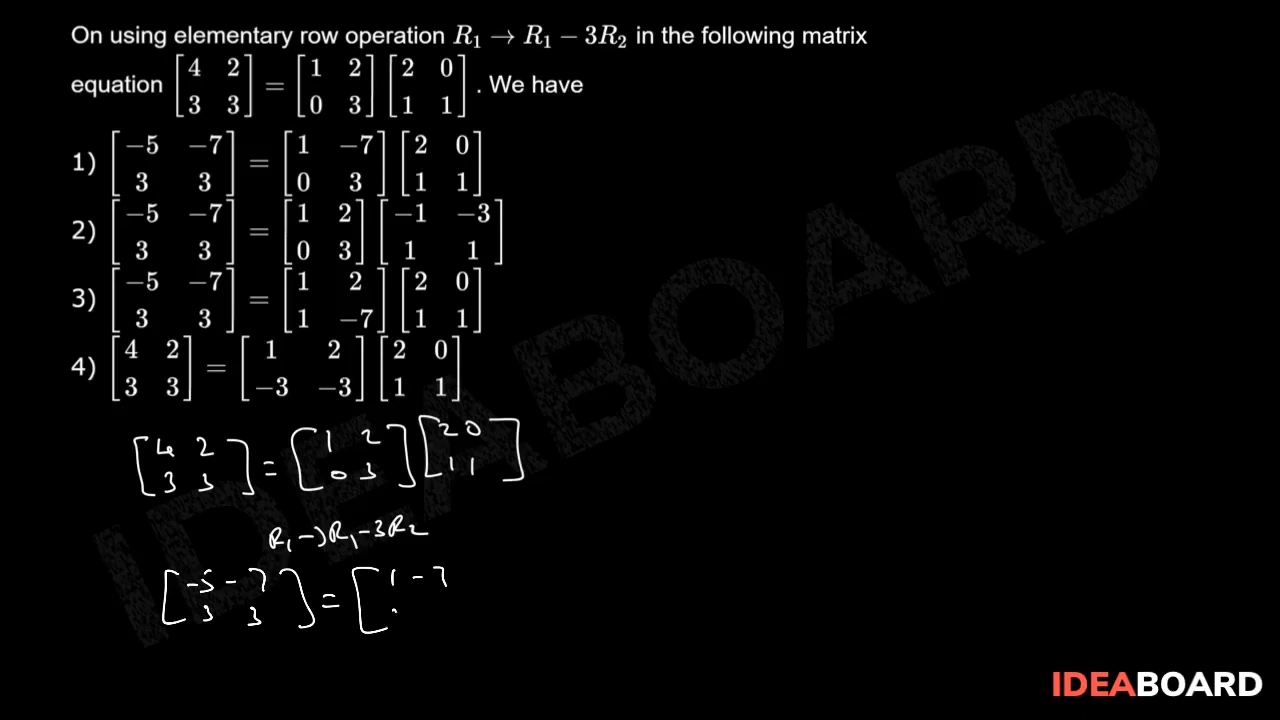 On using elementary row operation R₁ → R₁ − 3R₂ in the following matrix
equation [4 2; 3 3] = [1 2; 0 3] [2 0; 1 1] . We have
1) [−5 −7; 3 3] = [1 −7; 0 3] [2 0; 1 1]
2) [−5 −7; 3 3] = [1 2; 0 3] [−1 −3; 1 1]
3) [−5 −7; 3 3] = [1 2; 1 −7] [2 0; 1 1]
4) [4 2; 3 3] = [1 2; −3 −3] [2 0; 1 1]
[4 2; 3 3] = [1 2; 0 3] [2 0; 1 1]
R₁ → R₁ − 3R₂
[−5 −7; 3 3] = [1 −7
IDEABOARD
IDEABOARD